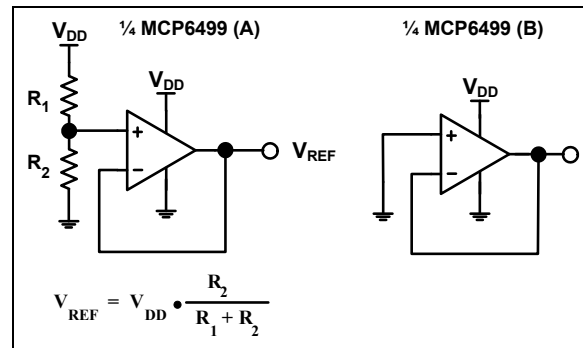 ¼ MCP6499 (A)
¼ MCP6499 (B)
VDD
R1
R2
VDD
+
–
VREF
VDD
+
–
VREF = VDD • R2
R1 + R2